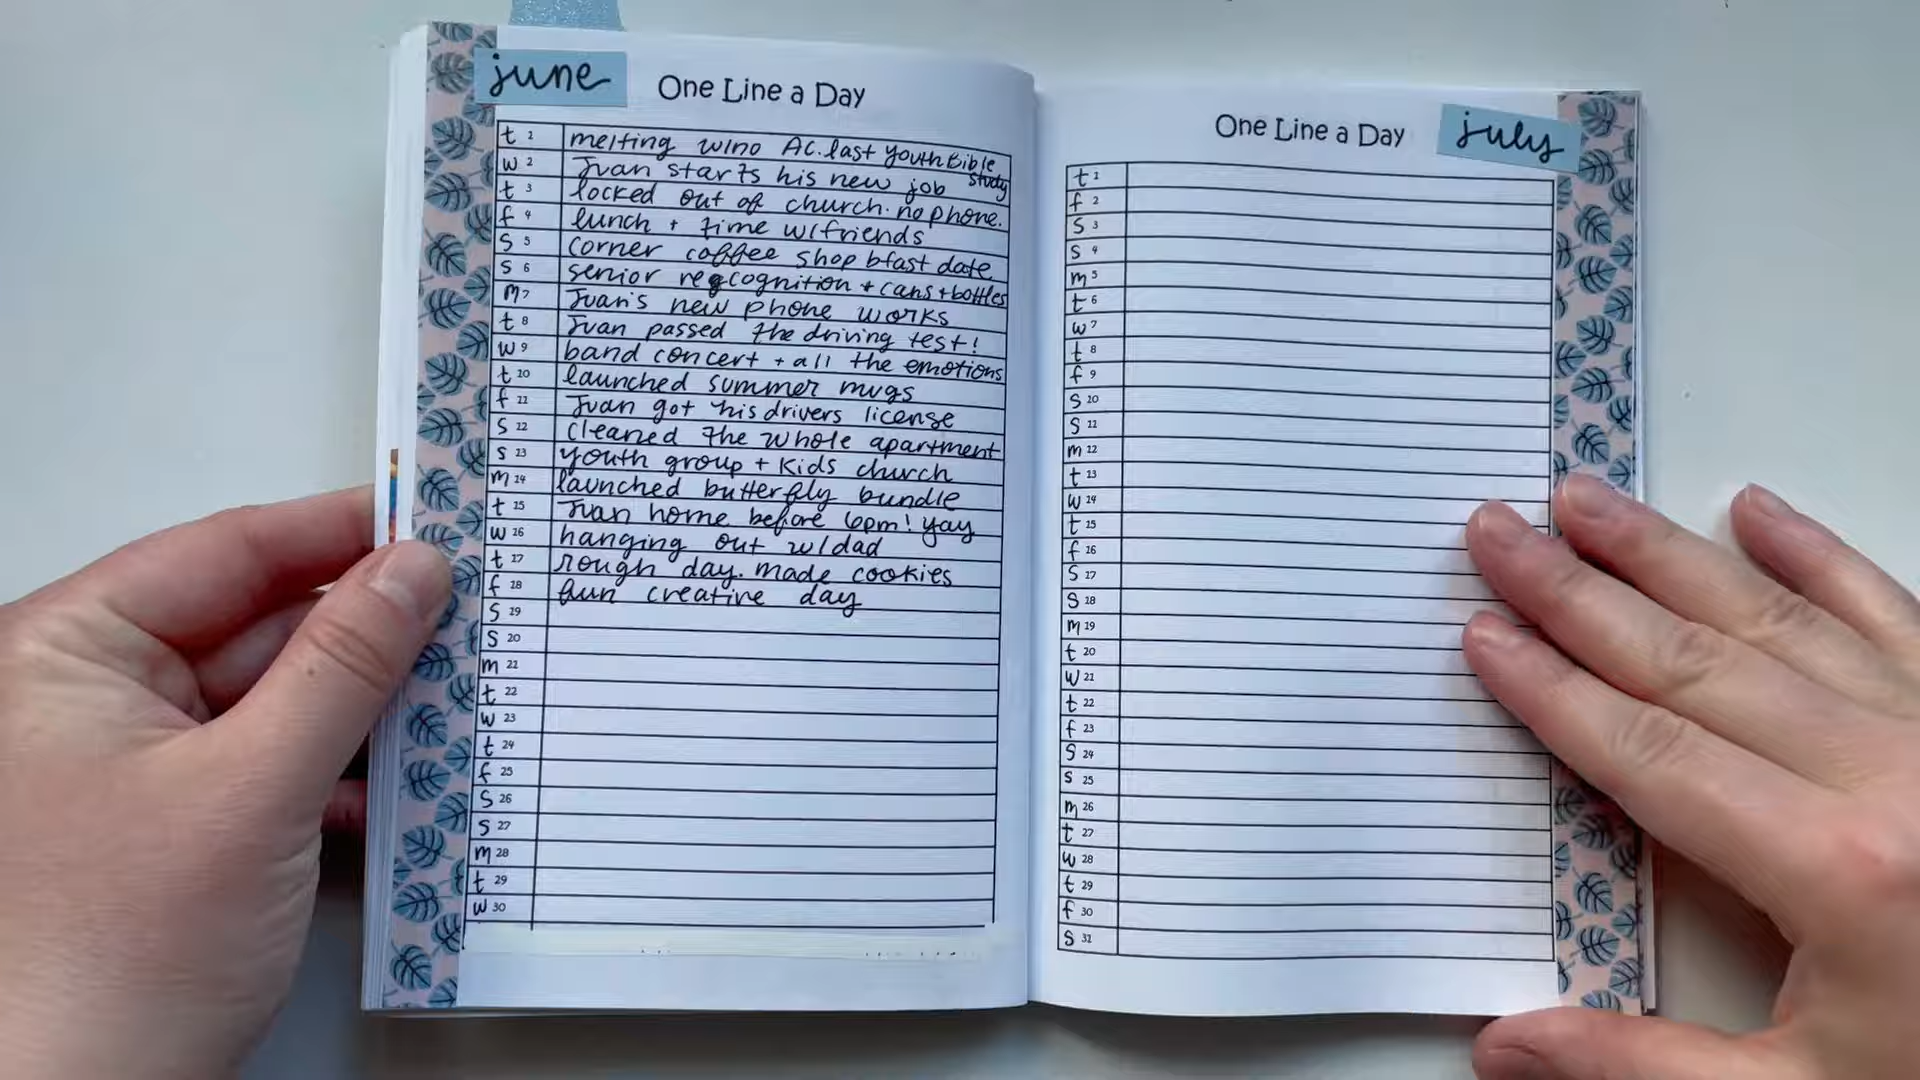 june
One Line a Day
t 1 melting w/no AC. last youth Bible study
w 2 Juan starts his new job
t 3 locked out of church. no phone.
f 4 lunch + time w/friends
s 5 corner coffee shop bfast date
s 6 senior regcognition + cans + bottles
m 7 Juan's new phone works
t 8 Juan passed the driving test!
w 9 band concert + all the emotions
t 10 launched summer mugs
f 11 Juan got his drivers license
s 12 cleaned the whole apartment
s 13 youth group + kids church
m 14 launched butterfly bundle
t 15 Juan home before 6pm! yay
w 16 hanging out w/dad
t 17 rough day. made cookies
f 18 fun creative day
s 19
s 20
m 21
t 22
w 23
t 24
f 25
s 26
s 27
m 28
t 29
w 30
One Line a Day
july
t 1
f 2
s 3
s 4
m 5
t 6
w 7
t 8
f 9
s 10
s 11
m 12
t 13
w 14
t 15
f 16
s 17
s 18
m 19
t 20
w 21
t 22
f 23
s 24
s 25
m 26
t 27
w 28
t 29
f 30
s 31